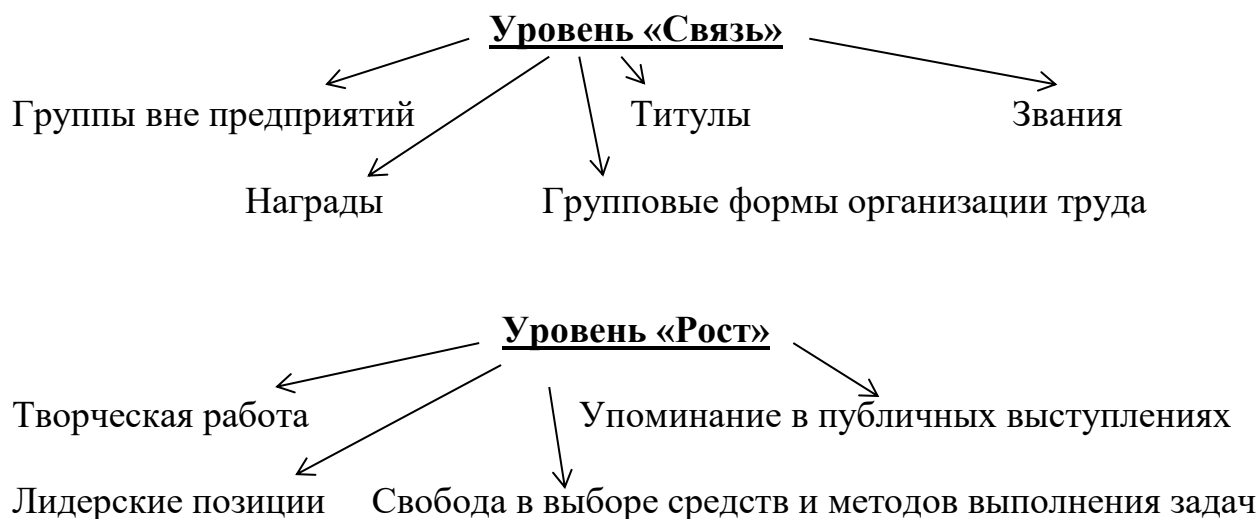 Уровень «Связь»
Группы вне предприятий Титулы Звания
Награды Групповые формы организации труда
Уровень «Рост»
Творческая работа Упоминание в публичных выступлениях
Лидерские позиции Свобода в выборе средств и методов выполнения задач